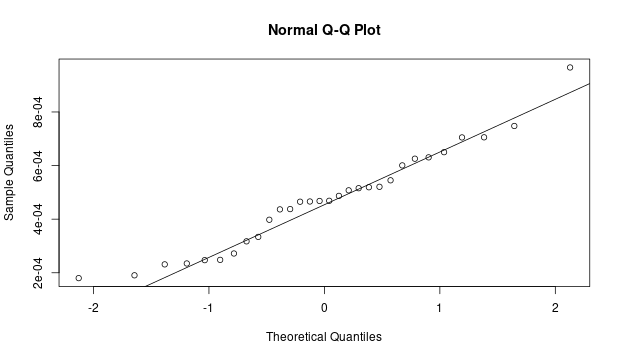 Normal Q-Q Plot
Sample Quantiles
8e-04
6e-04
4e-04
2e-04
-2 -1 0 1 2
Theoretical Quantiles